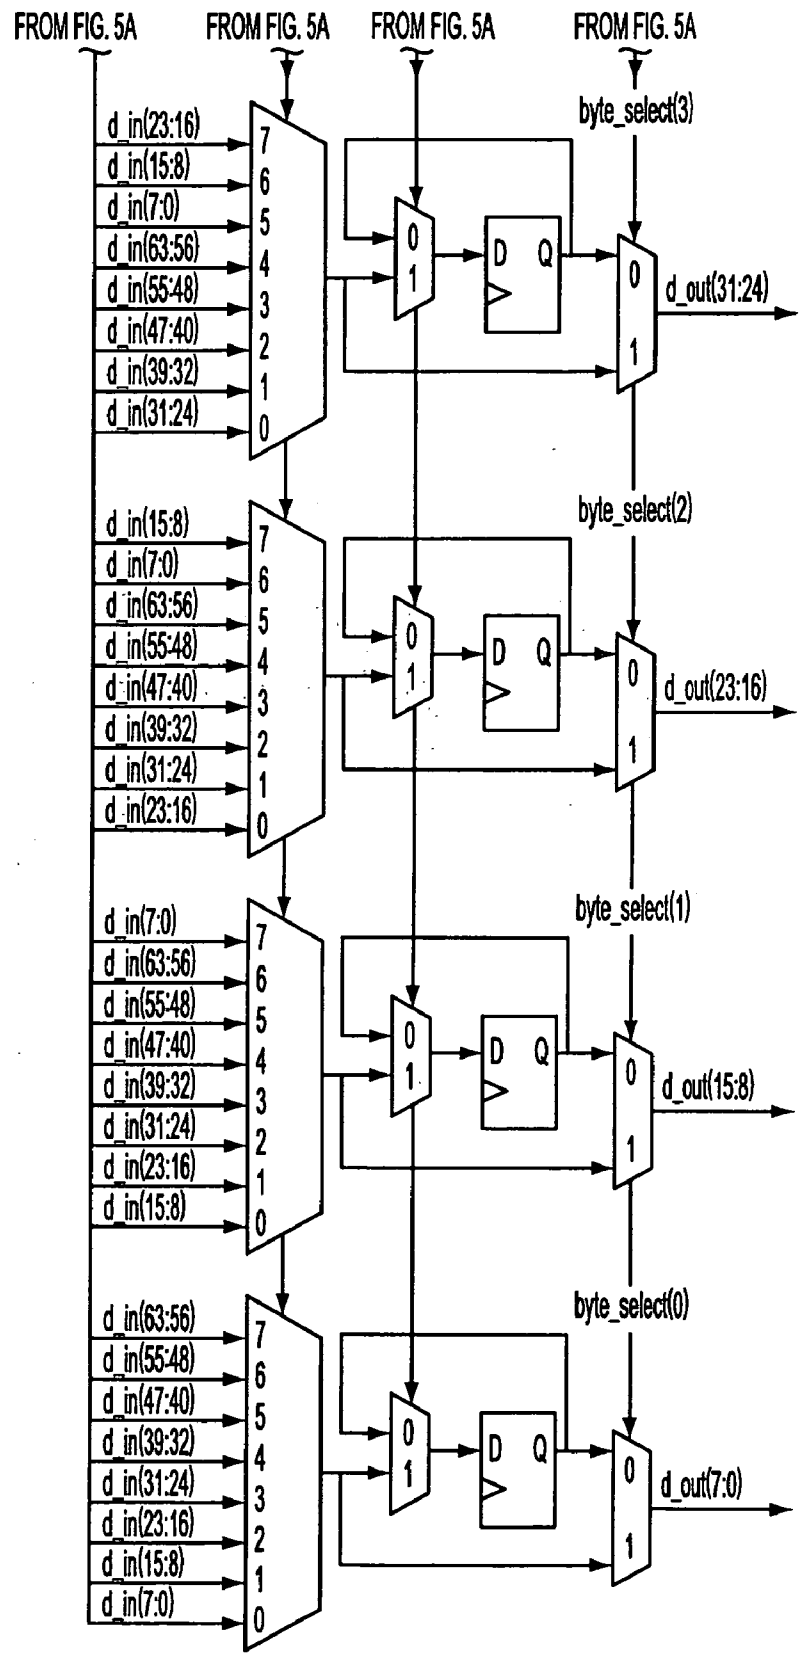 FROM FIG. 5A FROM FIG. 5A FROM FIG. 5A FROM FIG. 5A
byte_select(3)
d_in(23:16) 7
d_in(15:8) 6
d_in(7:0) 5
d_in(63:56) 4
d_in(55:48) 3
d_in(47:40) 2
d_in(39:32) 1
d_in(31:24) 0
0
1
D Q
0
1
d_out(31:24)
byte_select(2)
d_in(15:8) 7
d_in(7:0) 6
d_in(63:56) 5
d_in(55:48) 4
d_in(47:40) 3
d_in(39:32) 2
d_in(31:24) 1
d_in(23:16) 0
0
1
D Q
0
1
d_out(23:16)
byte_select(1)
d_in(7:0) 7
d_in(63:56) 6
d_in(55:48) 5
d_in(47:40) 4
d_in(39:32) 3
d_in(31:24) 2
d_in(23:16) 1
d_in(15:8) 0
0
1
D Q
0
1
d_out(15:8)
byte_select(0)
d_in(63:56) 7
d_in(55:48) 6
d_in(47:40) 5
d_in(39:32) 4
d_in(31:24) 3
d_in(23:16) 2
d_in(15:8) 1
d_in(7:0) 0
0
1
D Q
0
1
d_out(7:0)